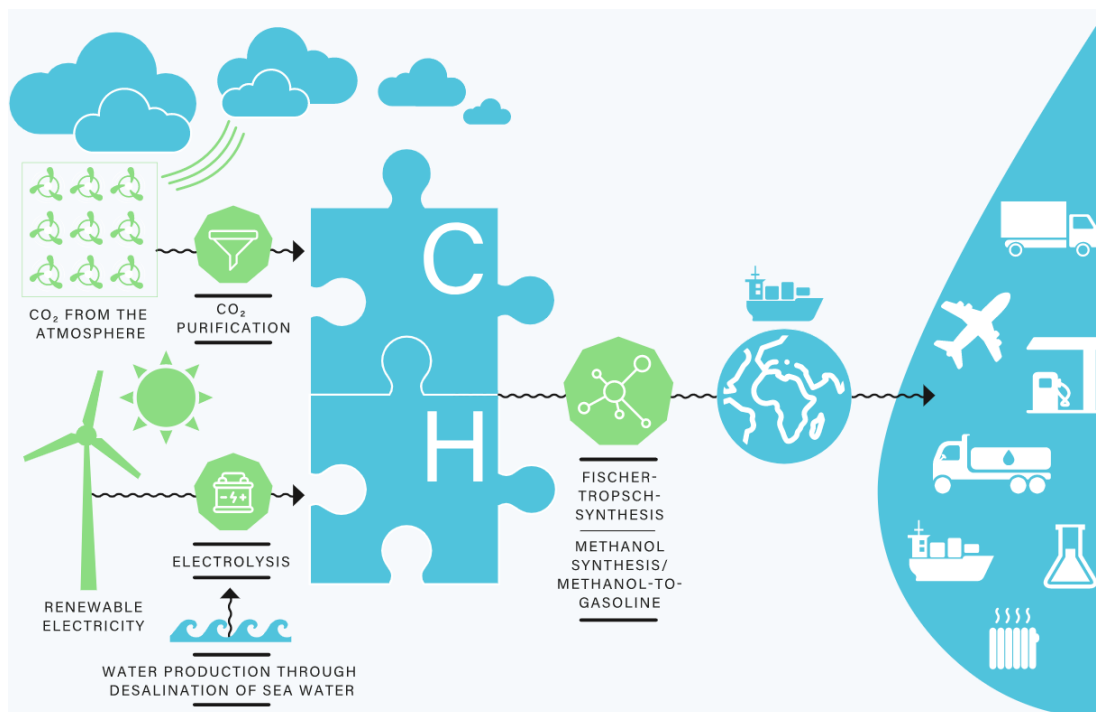 CO₂ FROM THE
ATMOSPHERE
CO₂
PURIFICATION
C
H
RENEWABLE
ELECTRICITY
ELECTROLYSIS
WATER PRODUCTION THROUGH
DESALINATION OF SEA WATER
FISCHER-
TROPSCH-
SYNTHESIS
METHANOL
SYNTHESIS/
METHANOL-TO-
GASOLINE